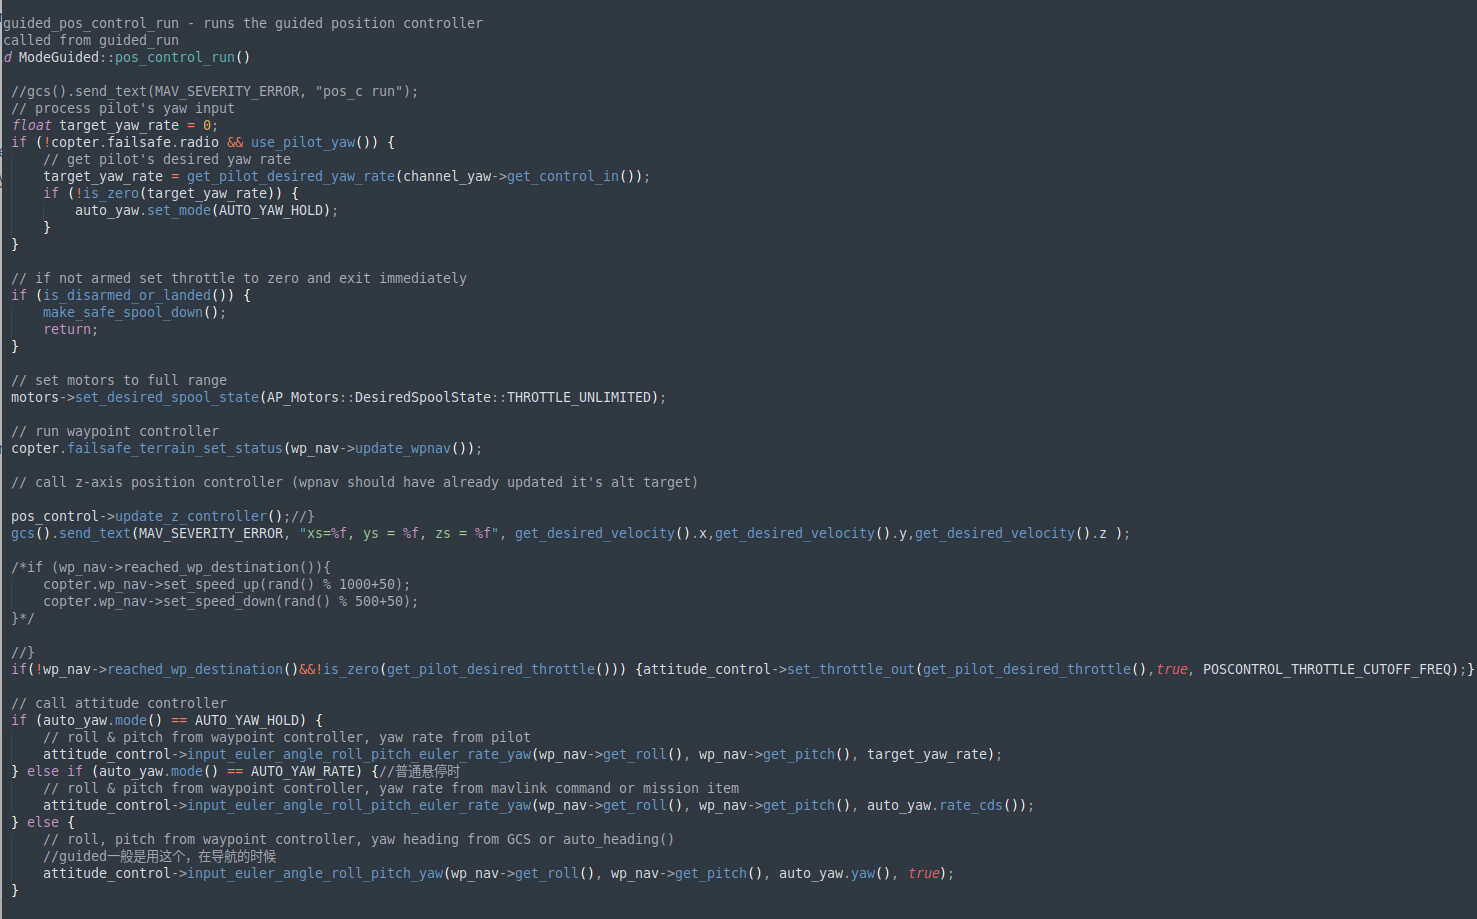 guided_pos_control_run - runs the guided position controller
called from guided_run
d ModeGuided::pos_control_run()
//gcs().send_text(MAV_SEVERITY_ERROR, "pos_c run");
// process pilot's yaw input
float target_yaw_rate = 0;
if (!copter.failsafe.radio && use_pilot_yaw()) {
// get pilot's desired yaw rate
target_yaw_rate = get_pilot_desired_yaw_rate(channel_yaw->get_control_in());
if (!is_zero(target_yaw_rate)) {
auto_yaw.set_mode(AUTO_YAW_HOLD);
}
}
// if not armed set throttle to zero and exit immediately
if (is_disarmed_or_landed()) {
make_safe_spool_down();
return;
}
// set motors to full range
motors->set_desired_spool_state(AP_Motors::DesiredSpoolState::THROTTLE_UNLIMITED);
// run waypoint controller
copter.failsafe_terrain_set_status(wp_nav->update_wpnav());
// call z-axis position controller (wpnav should have already updated it's alt target)
pos_control->update_z_controller();//}
gcs().send_text(MAV_SEVERITY_ERROR, "xs=%f, ys = %f, zs = %f", get_desired_velocity().x,get_desired_velocity().y,get_desired_velocity().z );
/*if (wp_nav->reached_wp_destination()){
copter.wp_nav->set_speed_up(rand() % 1000+50);
copter.wp_nav->set_speed_down(rand() % 500+50);
}*/
//}
if(!wp_nav->reached_wp_destination()&&!is_zero(get_pilot_desired_throttle())) {attitude_control->set_throttle_out(get_pilot_desired_throttle(),true, POSCONTROL_THROTTLE_CUTOFF_FREQ);}
// call attitude controller
if (auto_yaw.mode() == AUTO_YAW_HOLD) {
// roll & pitch from waypoint controller, yaw rate from pilot
attitude_control->input_euler_angle_roll_pitch_euler_rate_yaw(wp_nav->get_roll(), wp_nav->get_pitch(), target_yaw_rate);
} else if (auto_yaw.mode() == AUTO_YAW_RATE) {//普通悬停时
// roll & pitch from waypoint controller, yaw rate from mavlink command or mission item
attitude_control->input_euler_angle_roll_pitch_euler_rate_yaw(wp_nav->get_roll(), wp_nav->get_pitch(), auto_yaw.rate_cds());
} else {
// roll, pitch from waypoint controller, yaw heading from GCS or auto_heading()
//guided一般是用这个，在导航的时候
attitude_control->input_euler_angle_roll_pitch_yaw(wp_nav->get_roll(), wp_nav->get_pitch(), auto_yaw.yaw(), true);
}